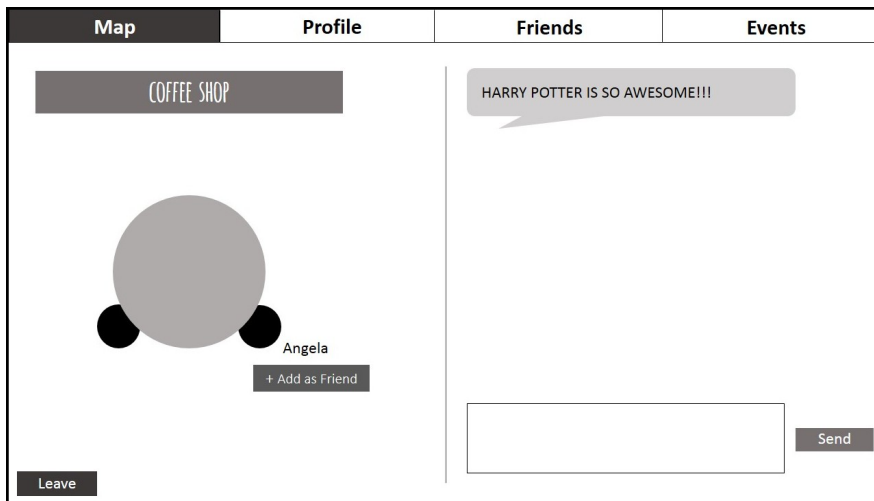 Map
Profile
Friends
Events
COFFEE SHOP
HARRY POTTER IS SO AWESOME!!!
Angela
+ Add as Friend
Send
Leave